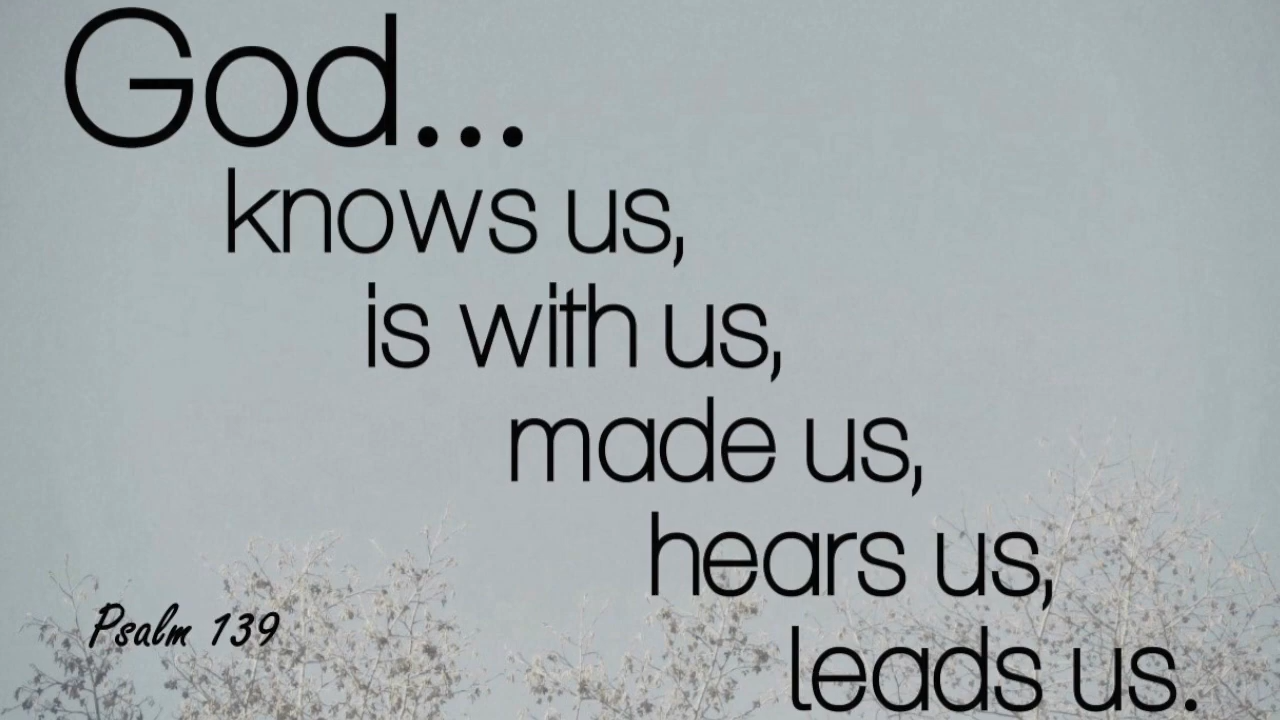 God...
knows us,
is with us,
made us,
hears us,
leads us.
Psalm 139